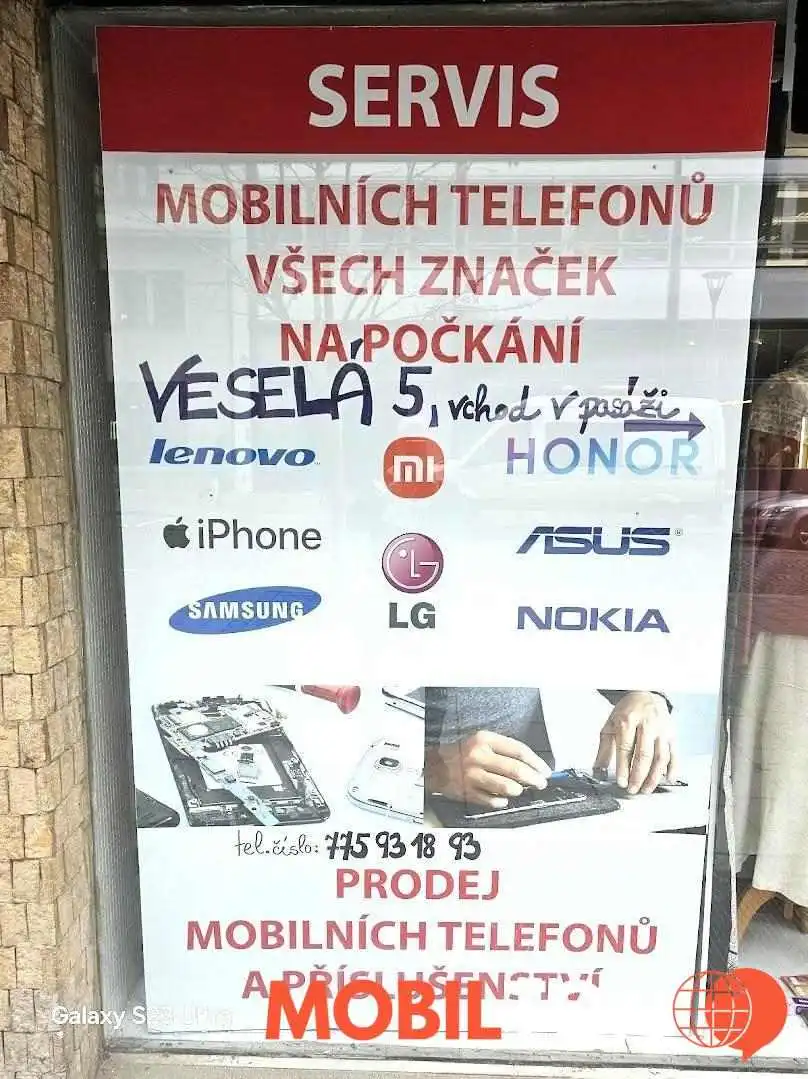 SERVIS
MOBILNÍCH TELEFONŮ
VŠECH ZNAČEK
NA POČKÁNÍ
VESELÁ 5, vchod v pasáži
lenovo
mi
HONOR
iPhone
LG
ASUS
SAMSUNG
LG
NOKIA
tel. číslo: 775 93 18 93
PRODEJ
MOBILNÍCH TELEFONŮ
A PŘÍSLUŠENSTVÍ
MOBIL
Galaxy S23 Ultra